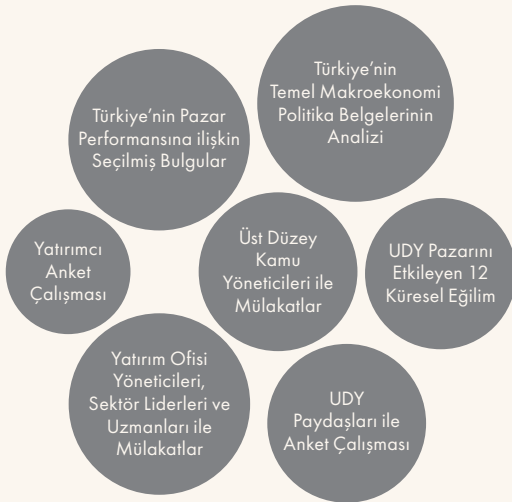 Türkiye’nin
Temel Makroekonomi
Politika Belgelerinin
Analizi
Türkiye’nin Pazar
Performansına ilişkin
Seçilmiş Bulgular
Yatırımcı
Anket
Çalışması
Üst Düzey
Kamu
Yöneticileri ile
Mülakatlar
UDY Pazarını
Etkileyen 12
Küresel Eğilim
Yatırım Ofisi
Yöneticileri,
Sektör Liderleri ve
Uzmanları ile
Mülakatlar
UDY
Paydaşları ile
Anket Çalışması